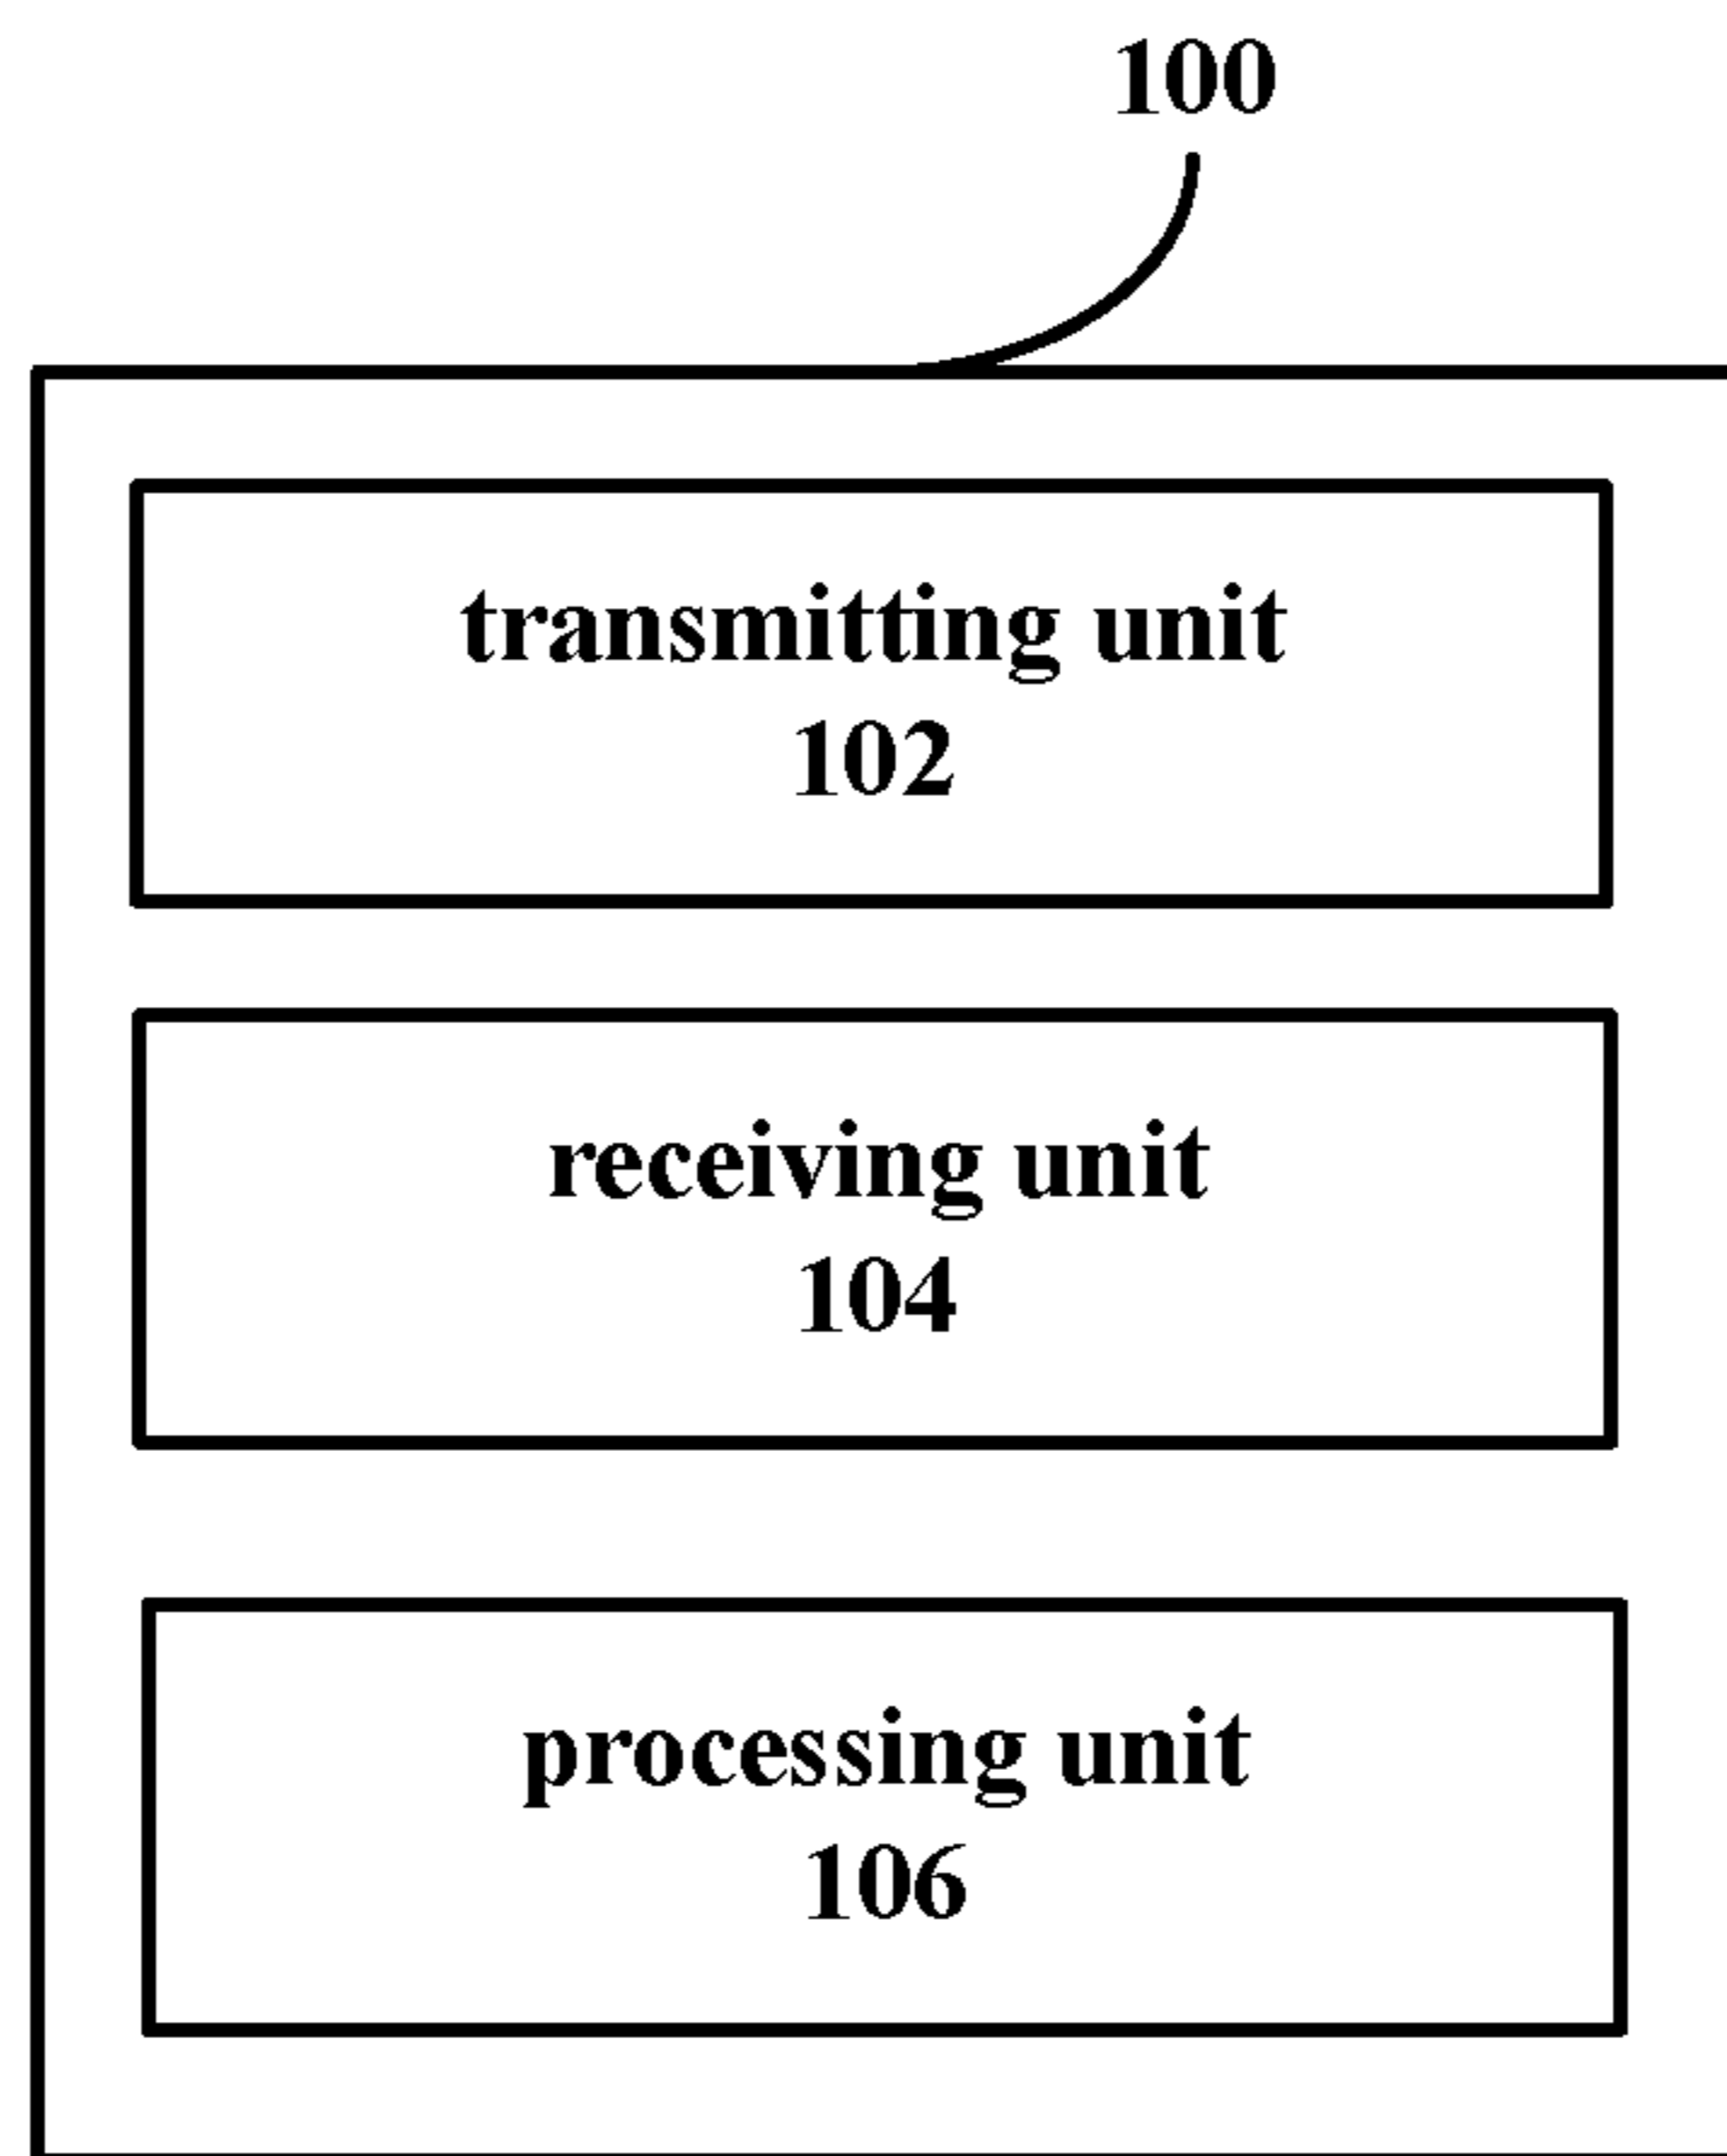 100
transmitting unit
102
receiving unit
104
processing unit
106